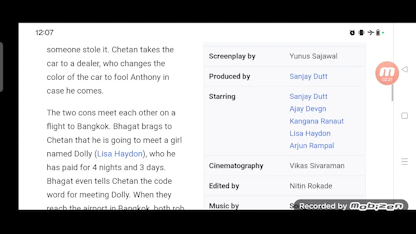 12:07
someone stole it. Chetan takes the
car to a dealer, who changes the
color of the car to fool Anthony in
case he comes.
The two cons meet each other on a
flight to Bangkok. Bhagat brags to
Chetan that he is going to meet a girl
named Dolly (Lisa Haydon), who he
has paid for 4 nights and 3 days.
Bhagat even tells Chetan the code
word for meeting Dolly. When they
reach the airport in Bangkok, both rob
Screenplay by Yunus Sajawal
Produced by Sanjay Dutt
Starring Sanjay Dutt
Ajay Devgn
Kangana Ranaut
Lisa Haydon
Arjun Rampal
Cinematography Vikas Sivaraman
Edited by Nitin Rokade
Music by
Recorded by mobizen